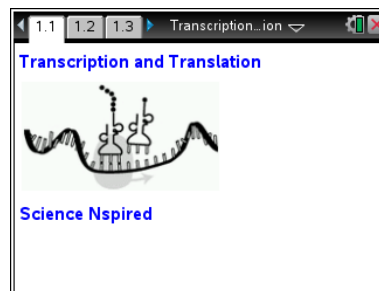 1.1 1.2 1.3 Transcription…ion
Transcription and Translation
Science Nspired